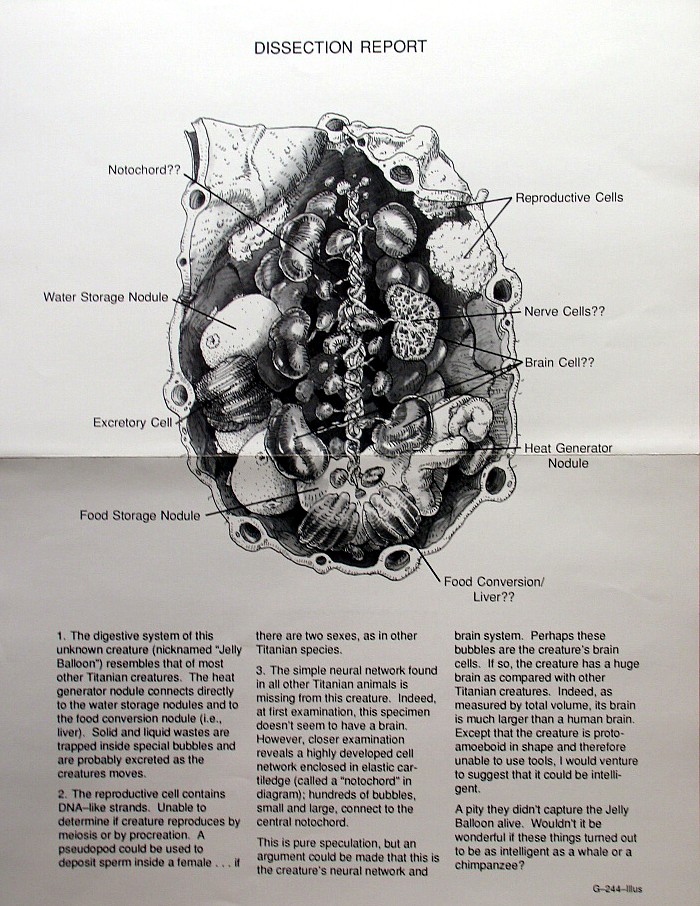 DISSECTION REPORT
Notochord??
Reproductive Cells
Water Storage Nodule
Nerve Cells??
Brain Cell??
Excretory Cell
Heat Generator
Nodule
Food Storage Nodule
Food Conversion/
Liver??
1. The digestive system of this
unknown creature (nicknamed "Jelly
Balloon") resembles that of most
other Titanian creatures. The heat
generator nodule connects directly
to the water storage nodules and to
the food conversion nodule (i.e.,
liver). Solid and liquid wastes are
trapped inside special bubbles and
are probably excreted as the
creatures moves.
2. The reproductive cell contains
DNA-like strands. Unable to
determine if creature reproduces by
meiosis or by procreation. A
pseudopod could be used to
deposit sperm inside a female . . . if
there are two sexes, as in other
Titanian species.
3. The simple neural network found
in all other Titanian animals is
missing from this creature. Indeed,
at first examination, this specimen
doesn't seem to have a brain.
However, closer examination
reveals a highly developed cell
network enclosed in elastic car-
tiledge (called a "notochord" in
diagram); hundreds of bubbles,
small and large, connect to the
central notochord.
This is pure speculation, but an
argument could be made that this is
the creature's neural network and
brain system. Perhaps these
bubbles are the creature's brain
cells. If so, the creature has a huge
brain as compared with other
Titanian creatures. Indeed, as
measured by total volume, its brain
is much larger than a human brain.
Except that the creature is proto-
amoeboid in shape and therefore
unable to use tools, I would venture
to suggest that it could be intelli-
gent.
A pity they didn't capture the Jelly
Balloon alive. Wouldn't it be
wonderful if these things turned out
to be as intelligent as a whale or a
chimpanzee?
G-244-Illus